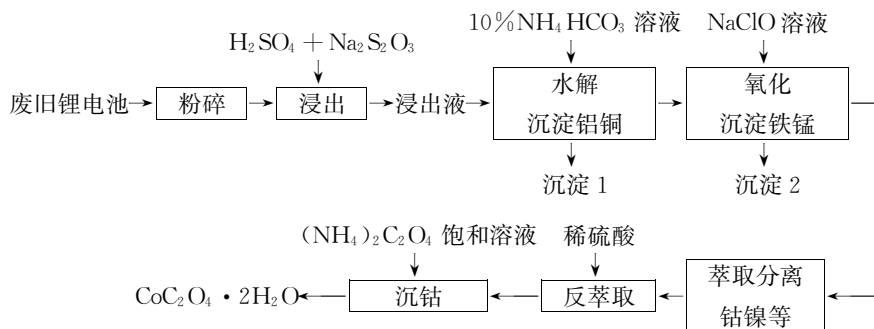 H₂SO₄＋Na₂S₂O₃
10％NH₄HCO₃ 溶液
NaClO 溶液
废旧锂电池
粉碎
浸出
浸出液
水解
沉淀铝铜
氧化
沉淀铁锰
沉淀 1
沉淀 2
(NH₄)₂C₂O₄ 饱和溶液
稀硫酸
CoC₂O₄・2H₂O
沉钴
反萃取
萃取分离
钴镍等